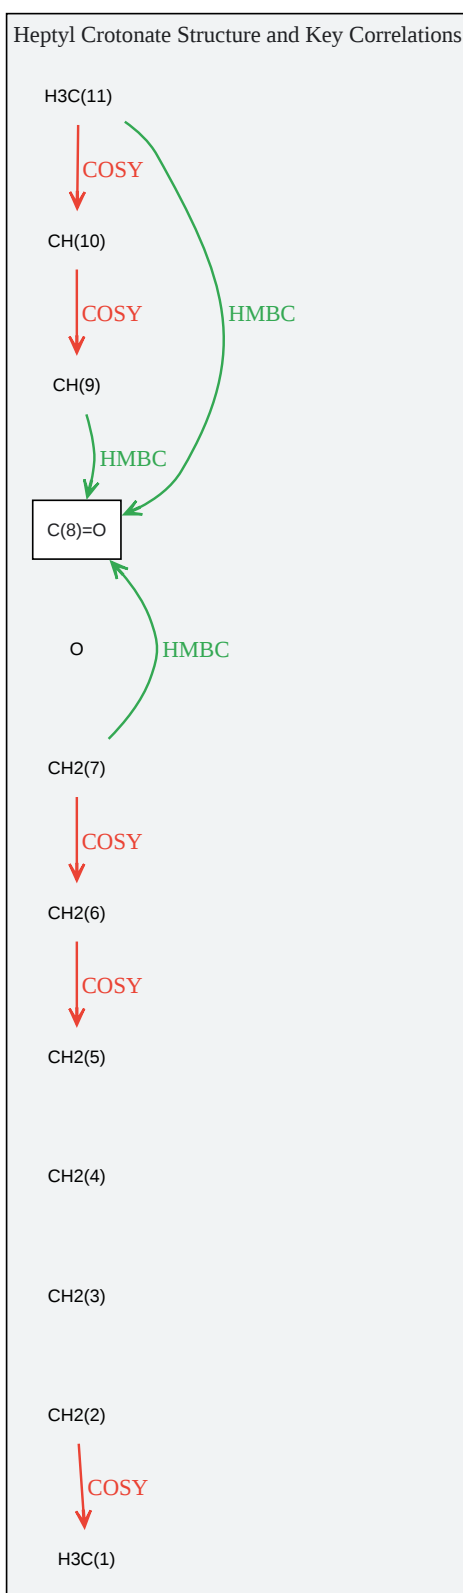 Heptyl Crotonate Structure and Key Correlations
H3C(11)
COSY
CH(10)
COSY
HMBC
CH(9)
HMBC
C(8)=O
O
HMBC
CH2(7)
COSY
CH2(6)
COSY
CH2(5)
CH2(4)
CH2(3)
CH2(2)
COSY
H3C(1)